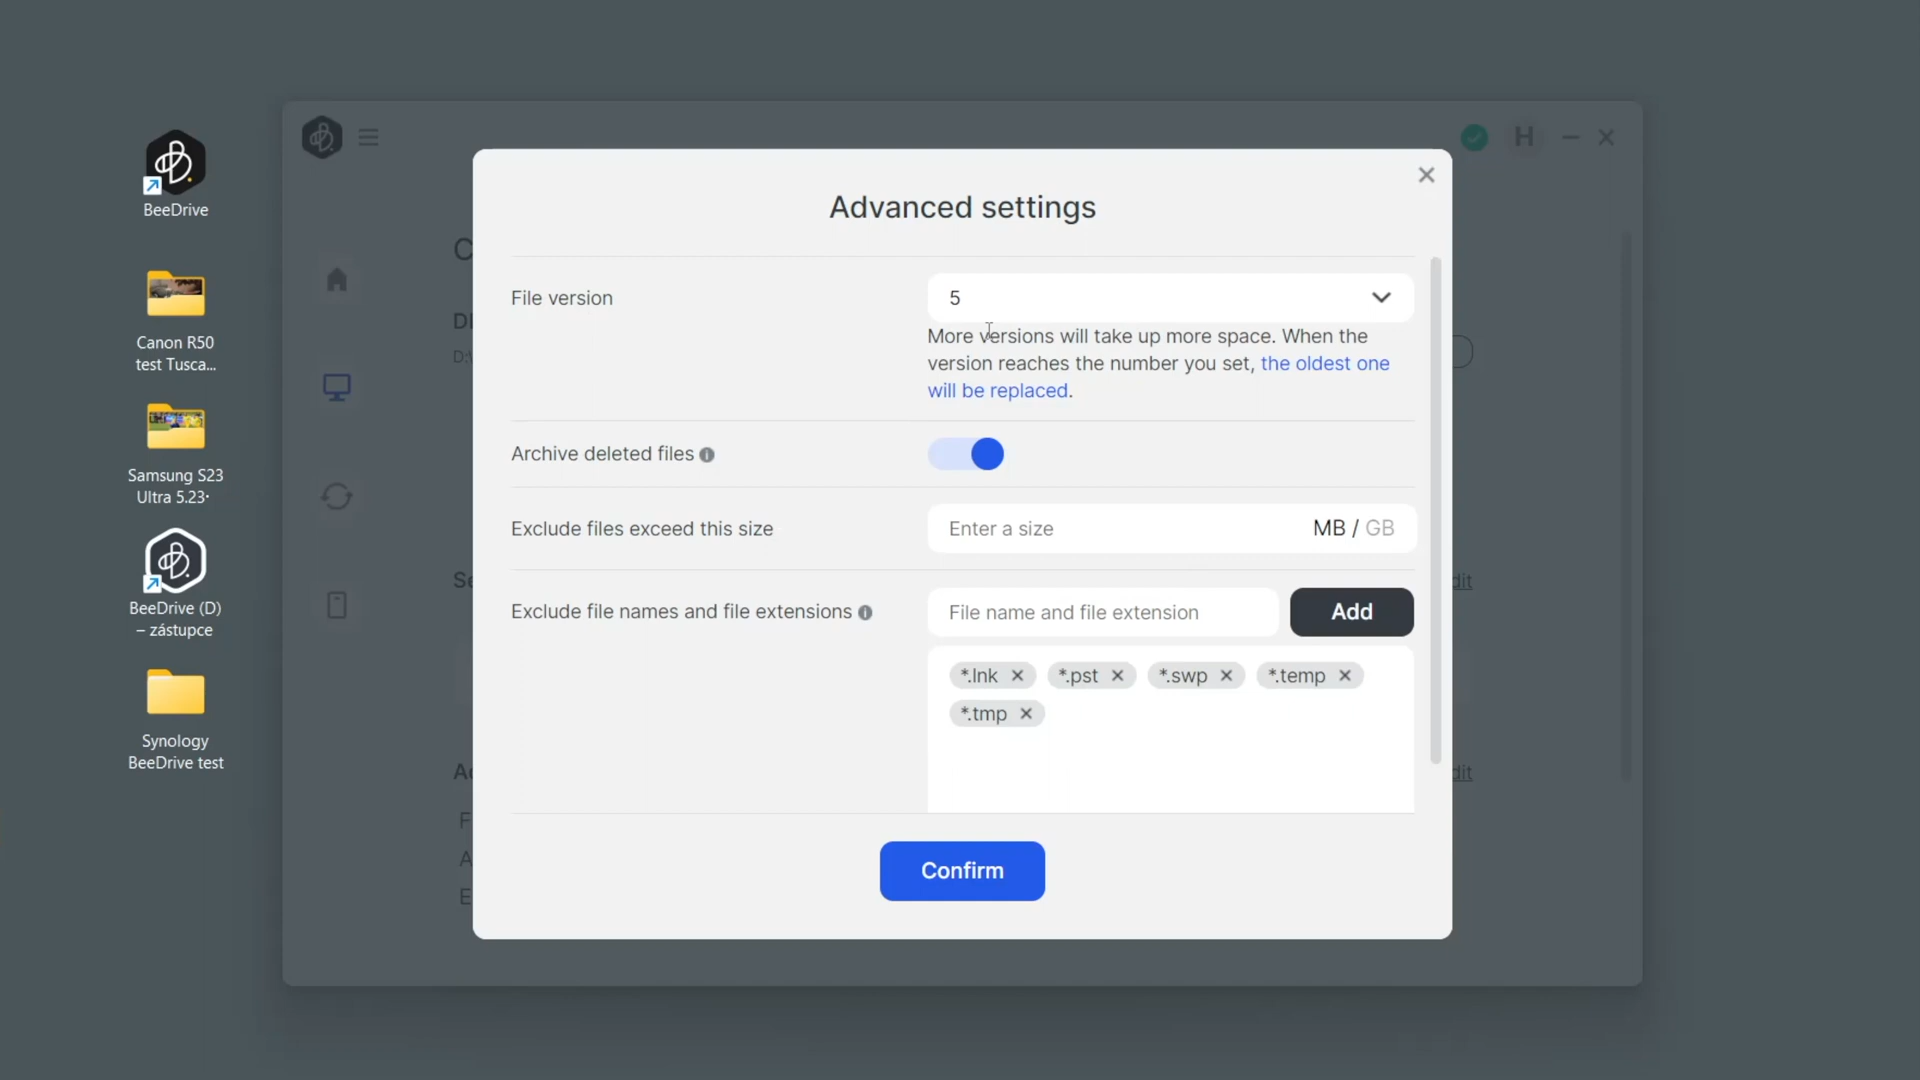 BeeDrive
Canon R50
test Tusca...
Samsung S23
Ultra 5.23·
BeeDrive (D)
– zástupce
Synology
BeeDrive test
H
Advanced settings
File version
5
More versions will take up more space. When the
version reaches the number you set, the oldest one
will be replaced.
Archive deleted files
Exclude files exceed this size
Enter a size
MB / GB
Exclude file names and file extensions
File name and file extension
Add
*.lnk
*.pst
*.swp
*.temp
*.tmp
Confirm